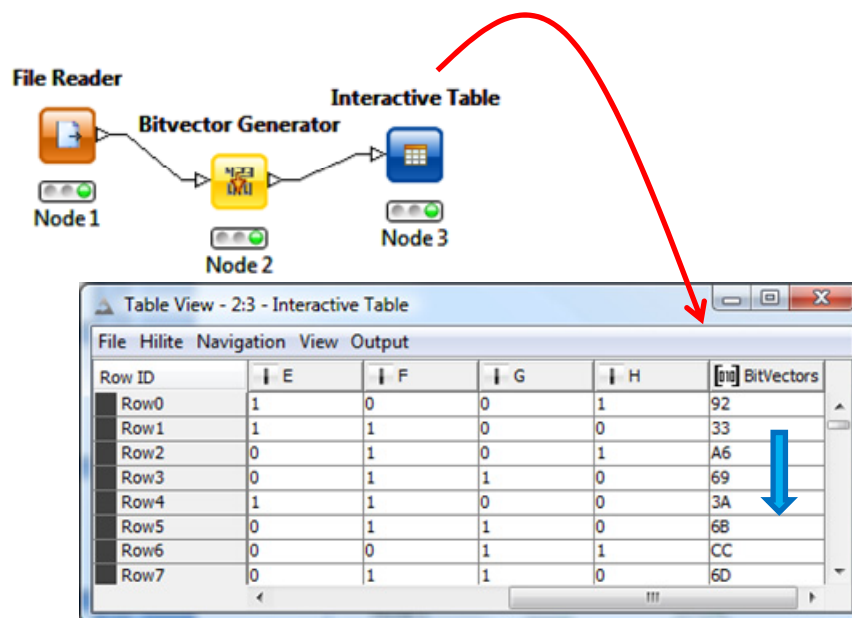 File Reader
Interactive Table
Bitvector Generator
Node 1
Node 3
Node 2
Table View - 2:3 - Interactive Table
File Hilite Navigation View Output
Row ID E F G H BitVectors
Row0 1 0 0 1 92
Row1 1 1 0 0 33
Row2 0 1 0 1 A6
Row3 0 1 1 0 69
Row4 1 1 0 0 3A
Row5 0 1 1 0 6B
Row6 0 0 1 1 CC
Row7 0 1 1 0 6D